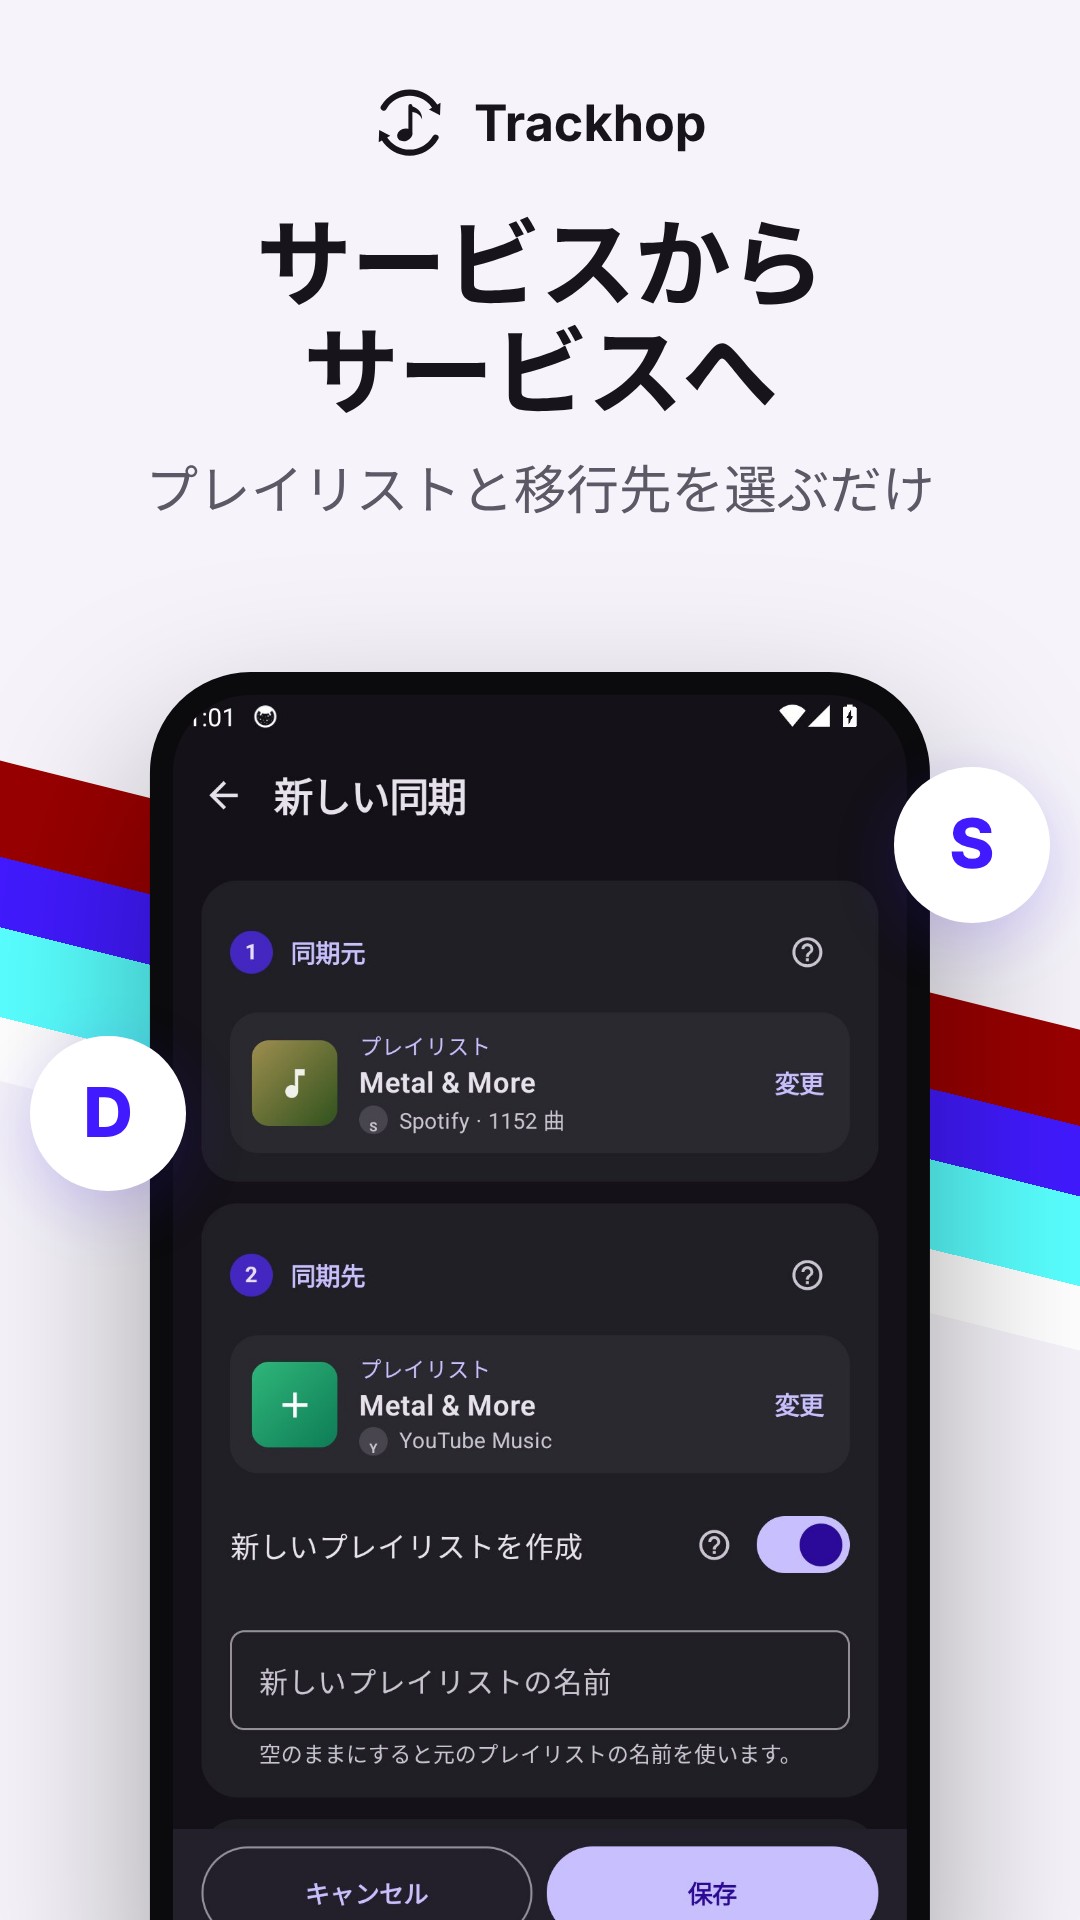 Trackhop
サービスから
サービスへ
プレイリストと移行先を選ぶだけ
:01
新しい同期
S
1 同期元
プレイリスト
Metal & More
変更
S Spotify · 1152 曲
D
2 同期先
プレイリスト
Metal & More
変更
Y YouTube Music
新しいプレイリストを作成
新しいプレイリストの名前
空のままにすると元のプレイリストの名前を使います。
キャンセル 保存